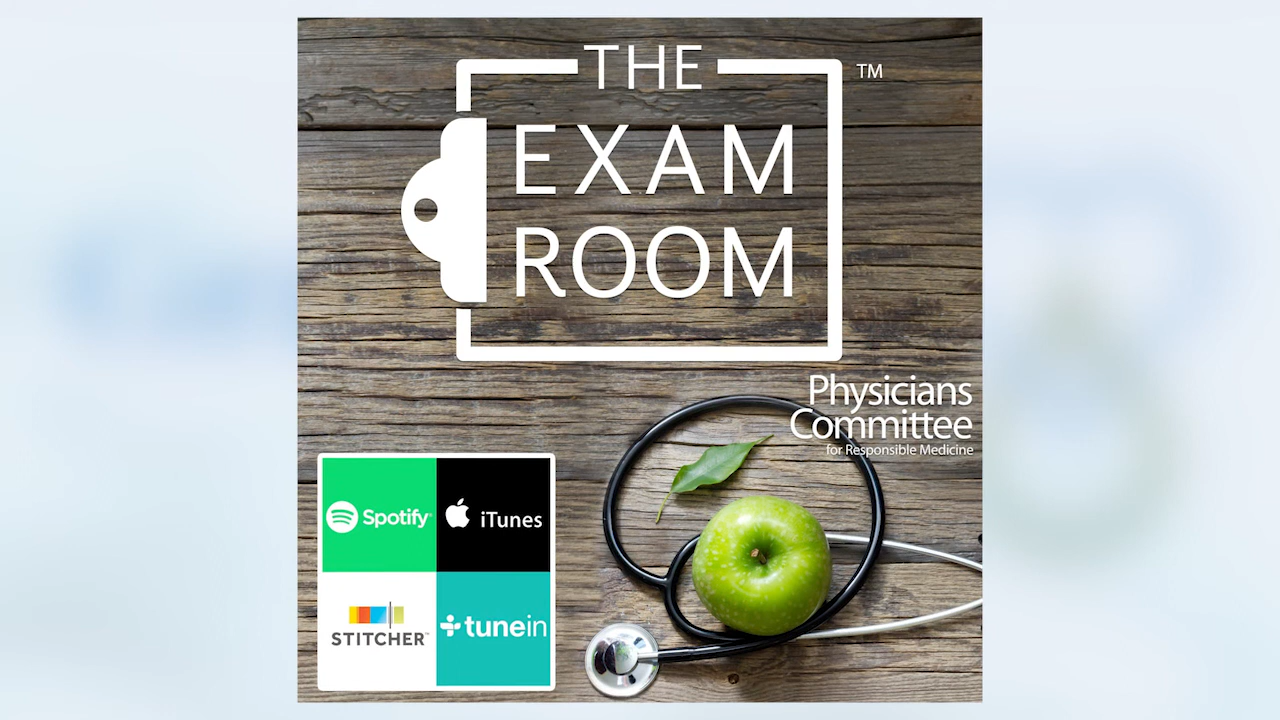 THE
TM
EXAM
ROOM
Physicians
Committee
for Responsible Medicine
Spotify
iTunes
STITCHER
tunein